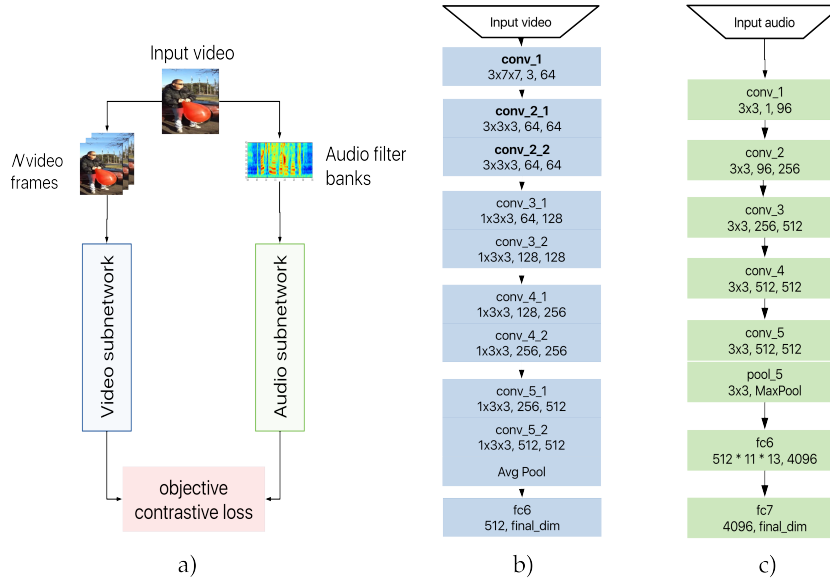 Input video
N video
frames
Audio filter
banks
Video subnetwork
Audio subnetwork
objective
contrastive loss
a)
Input video
conv_1
3x7x7, 3, 64
conv_2_1
3x3x3, 64, 64
conv_2_2
3x3x3, 64, 64
conv_3_1
1x3x3, 64, 128
conv_3_2
1x3x3, 128, 128
conv_4_1
1x3x3, 128, 256
conv_4_2
1x3x3, 256, 256
conv_5_1
1x3x3, 256, 512
conv_5_2
1x3x3, 512, 512
Avg Pool
fc6
512, final_dim
b)
Input audio
conv_1
3x3, 1, 96
conv_2
3x3, 96, 256
conv_3
3x3, 256, 512
conv_4
3x3, 512, 512
conv_5
3x3, 512, 512
pool_5
3x3, MaxPool
fc6
512 * 11 * 13, 4096
fc7
4096, final_dim
c)